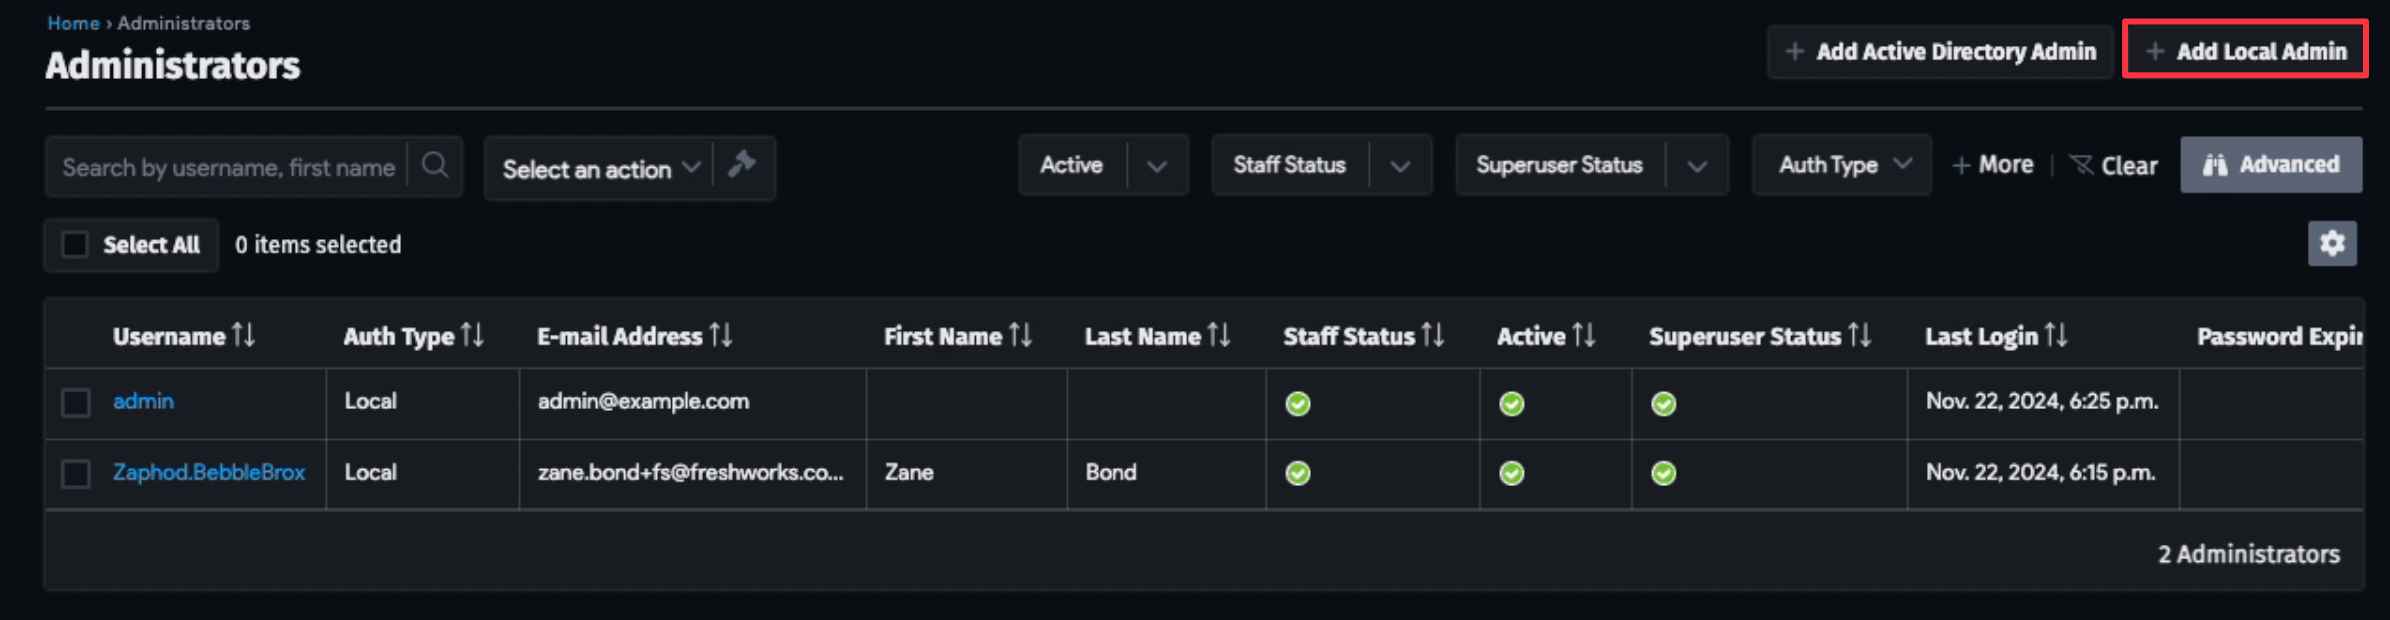 Home › Administrators
Administrators
+ Add Active Directory Admin
+ Add Local Admin
Search by username, first name
Select an action
Active
Staff Status
Superuser Status
Auth Type
+ More
Clear
Advanced
Select All 0 items selected
Username Auth Type E-mail Address First Name Last Name Staff Status Active Superuser Status Last Login Password Expir
admin Local admin@example.com Nov. 22, 2024, 6:25 p.m.
Zaphod.BebbleBrox Local zane.bond+fs@freshworks.co... Zane Bond Nov. 22, 2024, 6:15 p.m.
2 Administrators